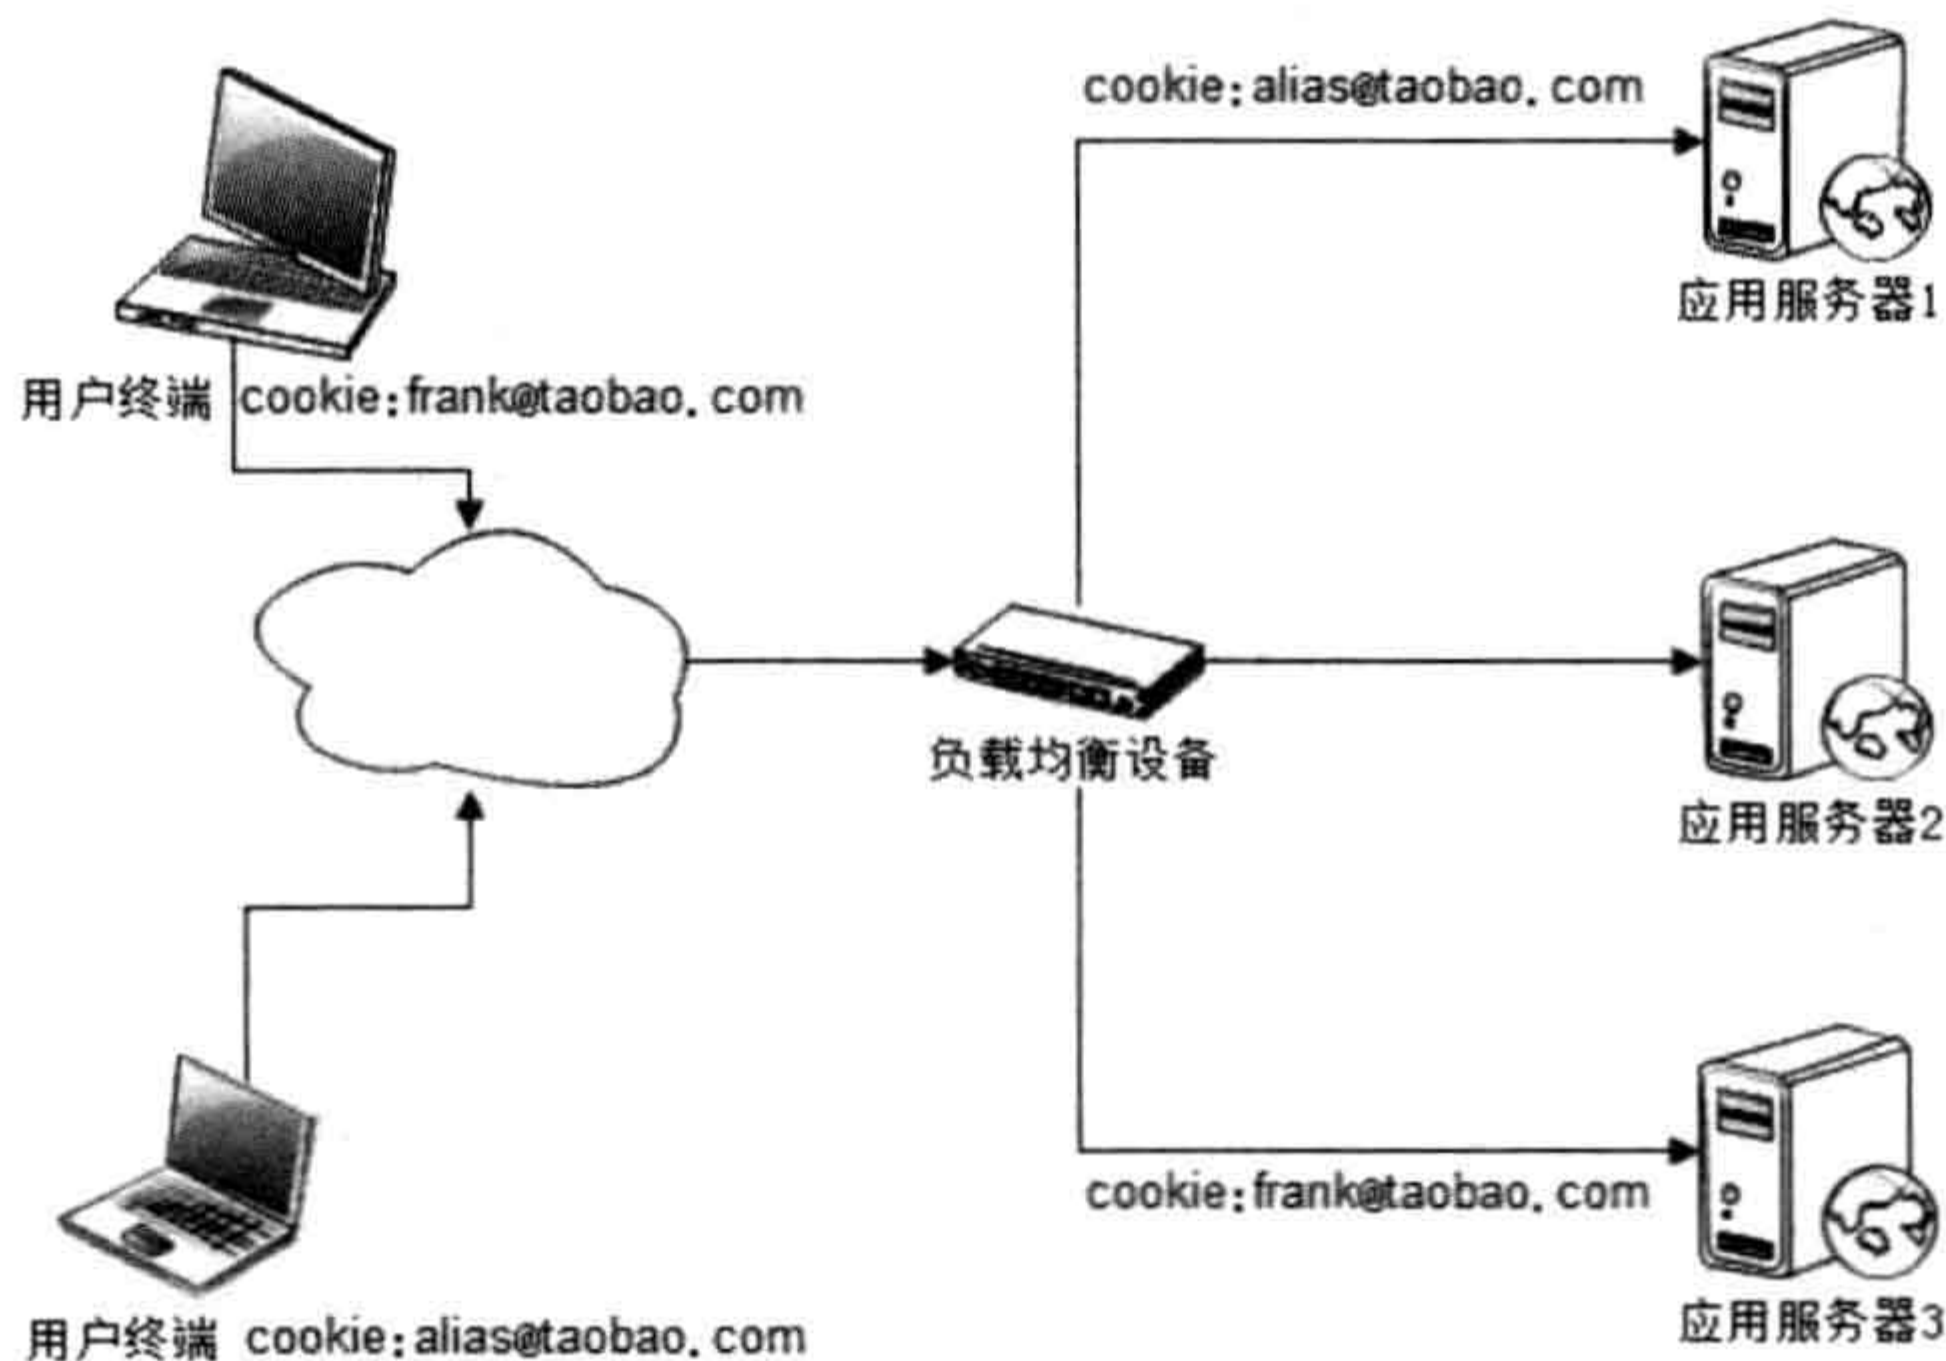 cookie:alias@taobao.com
应用服务器1
用户终端 cookie:frank@taobao.com
负载均衡设备
应用服务器2
cookie:frank@taobao.com
用户终端 cookie:alias@taobao.com
应用服务器3